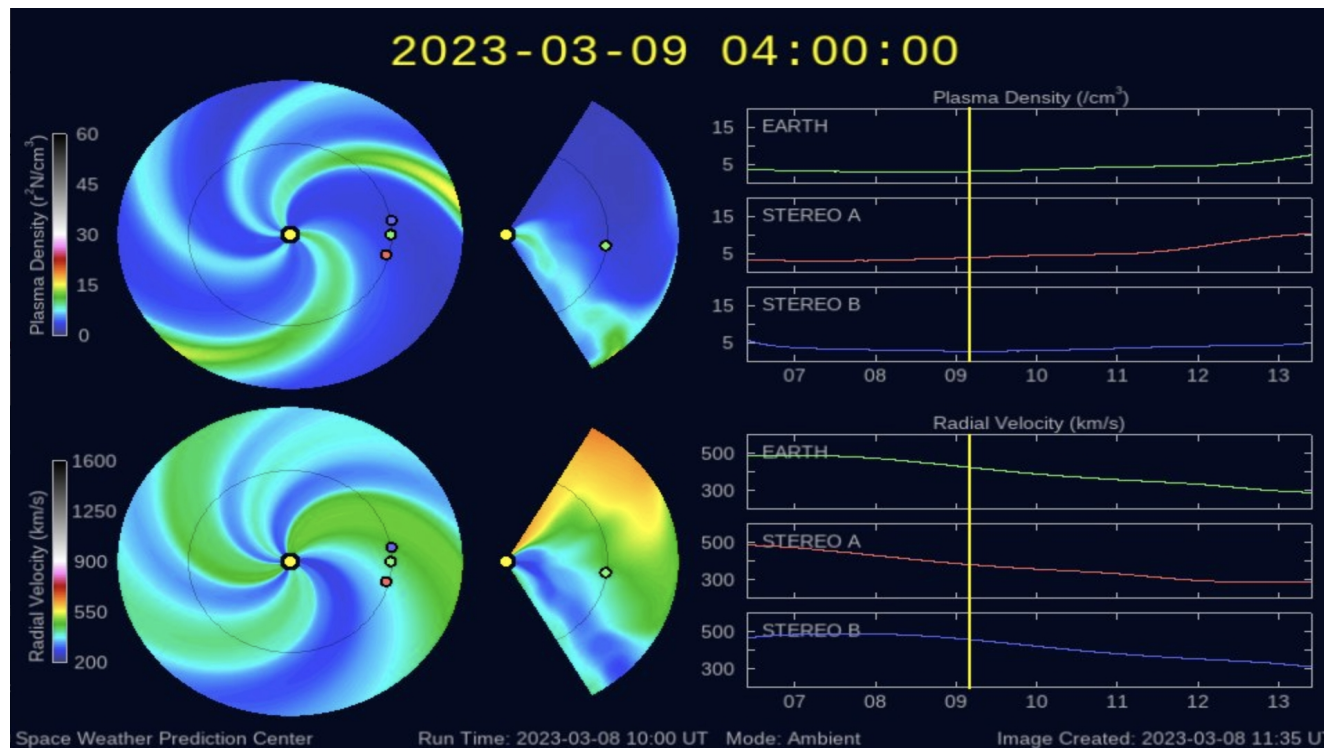 2023-03-09 04:00:00
Plasma Density (r²N/cm³)
60
45
30
15
0
Plasma Density (/cm³)
EARTH
15
5
STEREO A
15
5
STEREO B
15
5
07 08 09 10 11 12 13
Radial Velocity (km/s)
1600
1250
900
550
200
Radial Velocity (km/s)
EARTH
500
300
STEREO A
500
300
STEREO B
500
300
07 08 09 10 11 12 13
Space Weather Prediction Center Run Time: 2023-03-08 10:00 UT Mode: Ambient Image Created: 2023-03-08 11:35 U